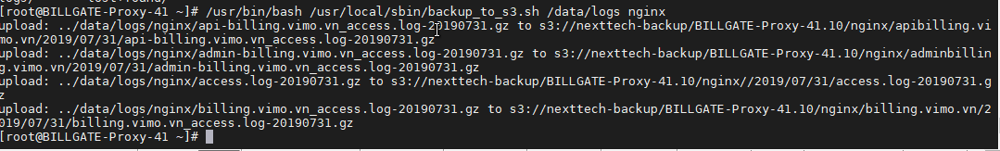 [root@BILLGATE-Proxy-41 ~]# /usr/bin/bash /usr/local/sbin/backup_to_s3.sh /data/logs nginx
upload: ../data/logs/nginx/api-billing.vimo.vn_access.log-20190731.gz to s3://nexttech-backup/BILLGATE-Proxy-41.10/nginx/apibilling.vi
mo.vn/2019/07/31/api-billing.vimo.vn_access.log-20190731.gz
upload: ../data/logs/nginx/admin-billing.vimo.vn_access.log-20190731.gz to s3://nexttech-backup/BILLGATE-Proxy-41.10/nginx/adminbillin
g.vimo.vn/2019/07/31/admin-billing.vimo.vn_access.log-20190731.gz
upload: ../data/logs/nginx/access.log-20190731.gz to s3://nexttech-backup/BILLGATE-Proxy-41.10/nginx//2019/07/31/access.log-20190731.g
z
upload: ../data/logs/nginx/billing.vimo.vn_access.log-20190731.gz to s3://nexttech-backup/BILLGATE-Proxy-41.10/nginx/billing.vimo.vn/2
019/07/31/billing.vimo.vn_access.log-20190731.gz
[root@BILLGATE-Proxy-41 ~]#